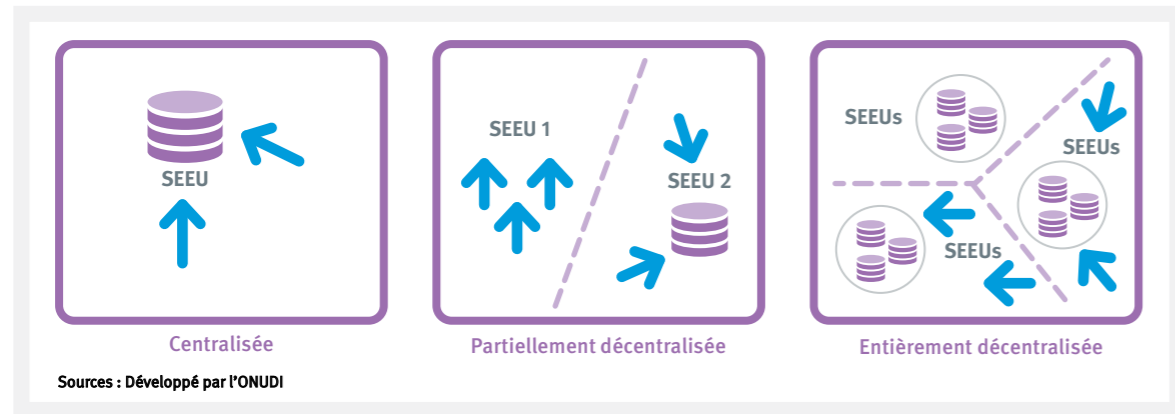 SEEU
Centralisée
SEEU 1
SEEU 2
Partiellement décentralisée
SEEUs
SEEUs
SEEUs
Entièrement décentralisée
Sources : Développé par l'ONUDI